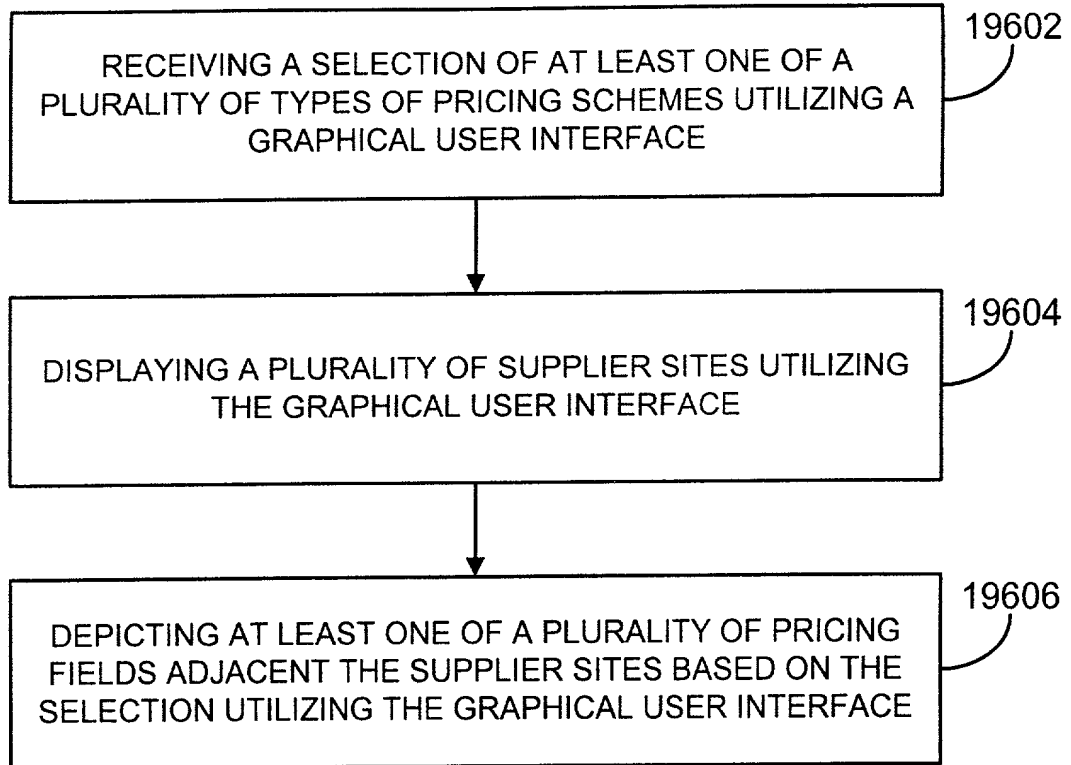 19602
RECEIVING A SELECTION OF AT LEAST ONE OF A
PLURALITY OF TYPES OF PRICING SCHEMES UTILIZING A
GRAPHICAL USER INTERFACE
19604
DISPLAYING A PLURALITY OF SUPPLIER SITES UTILIZING
THE GRAPHICAL USER INTERFACE
19606
DEPICTING AT LEAST ONE OF A PLURALITY OF PRICING
FIELDS ADJACENT THE SUPPLIER SITES BASED ON THE
SELECTION UTILIZING THE GRAPHICAL USER INTERFACE